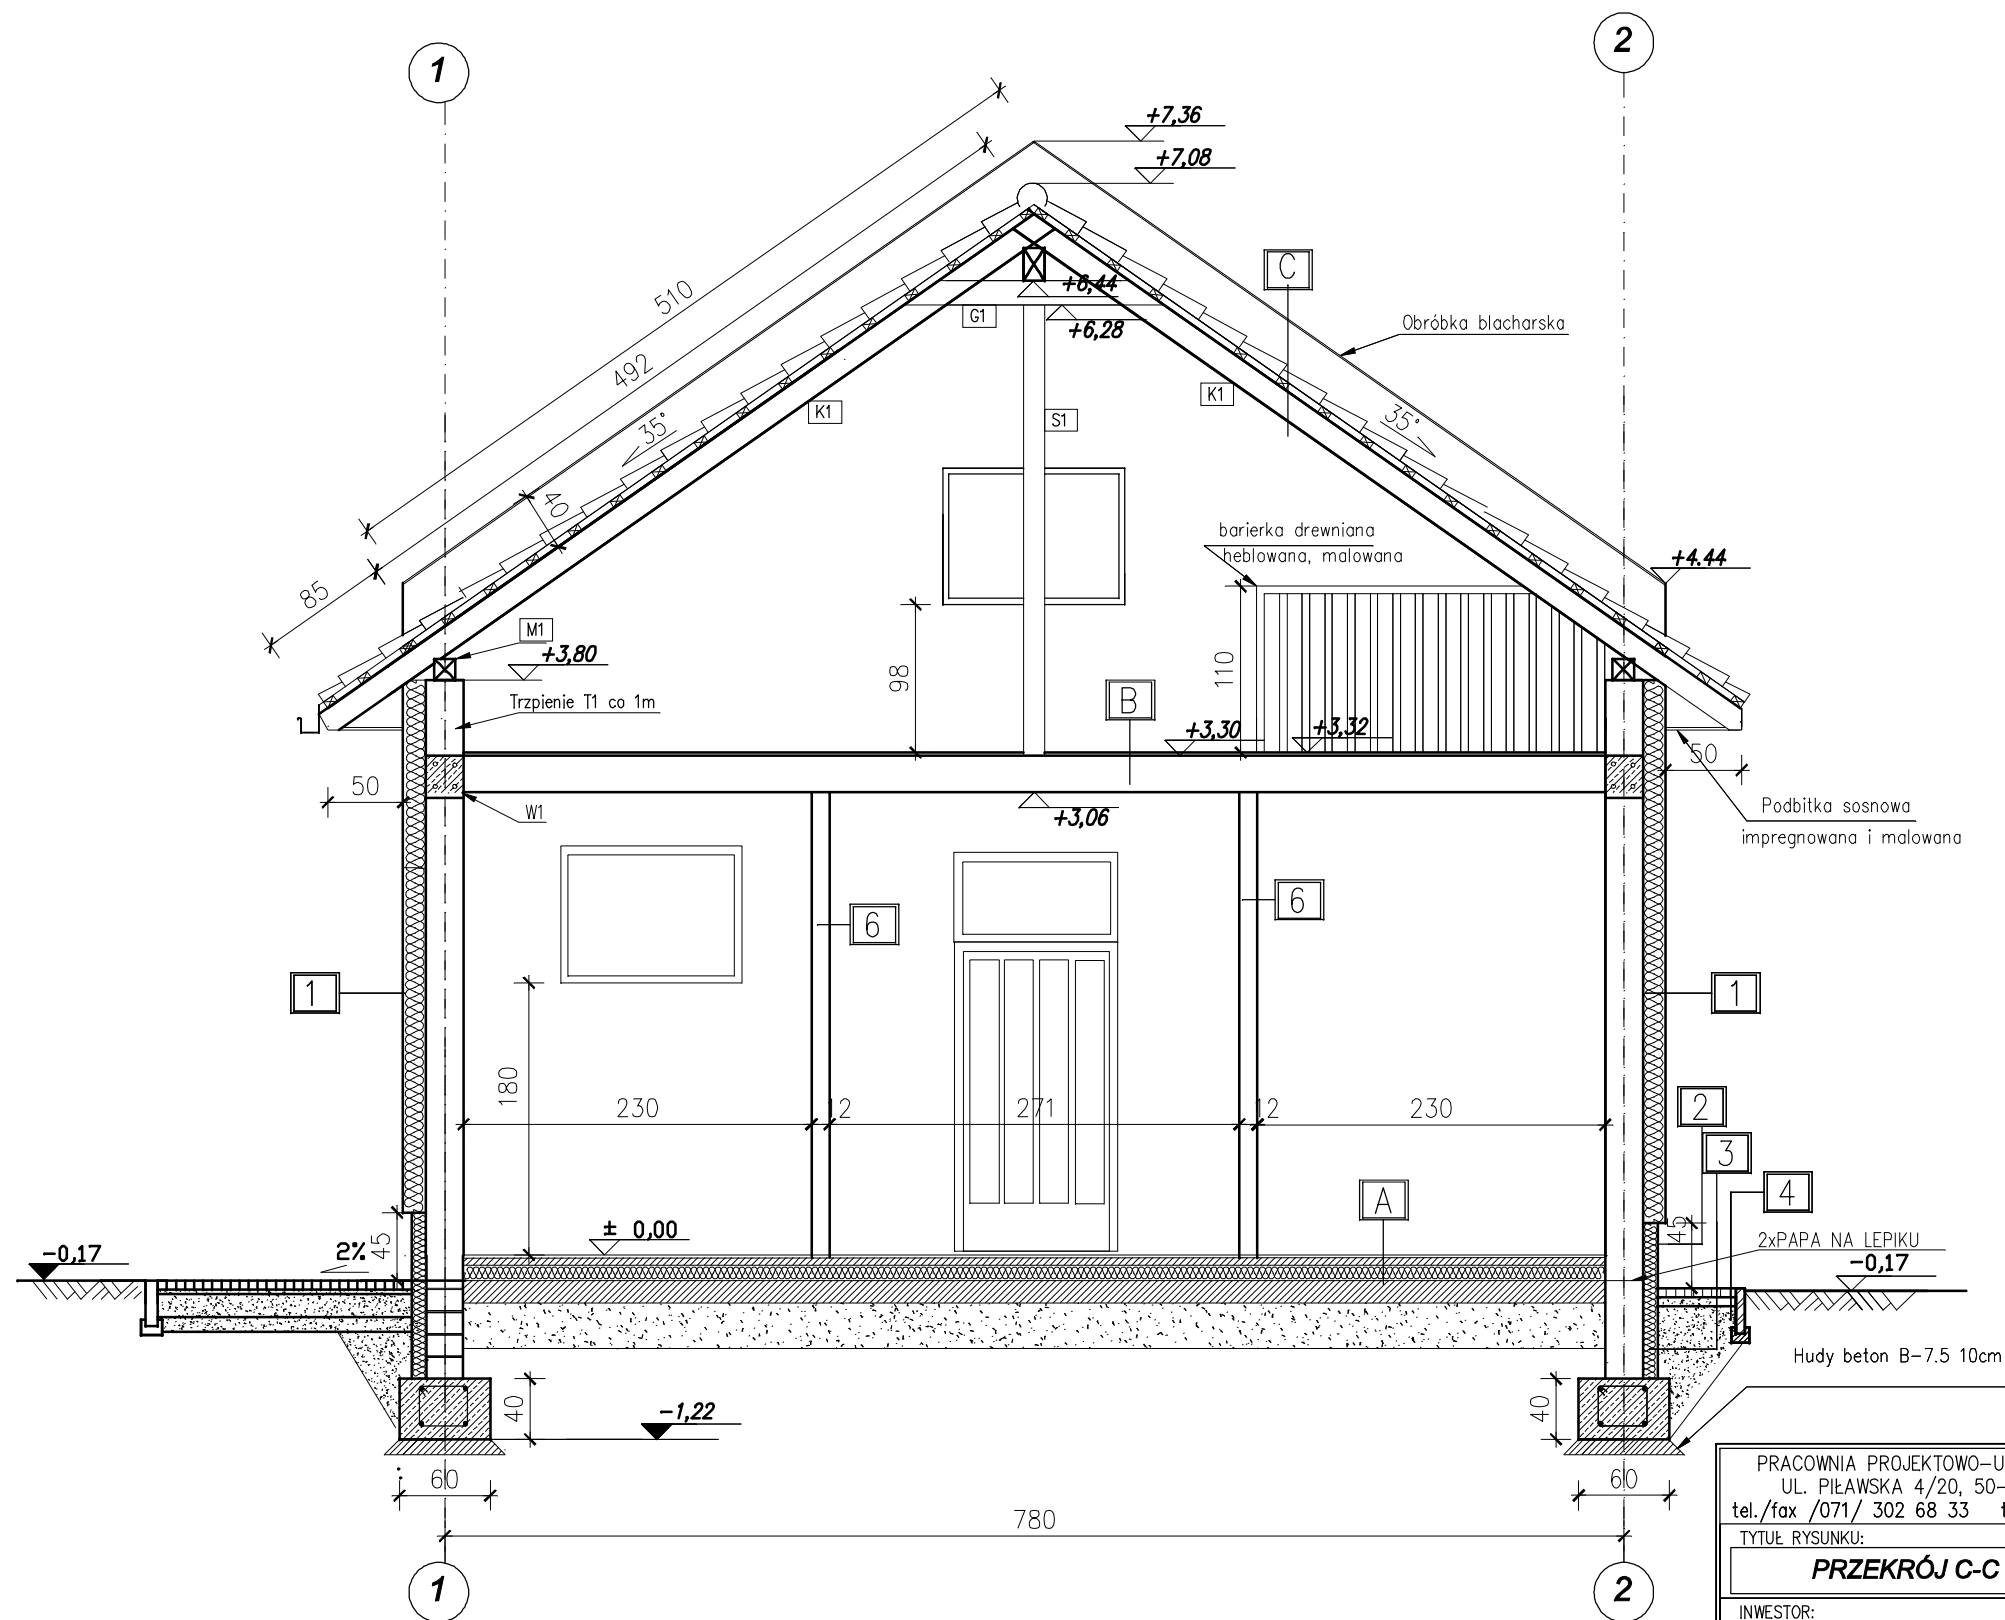 1
2
+7,36
+7,08
C
510
+6,44
G1
+6,28
Obróbka blacharska
492
K1
K1
35°
S1
35°
40
barierka drewniana
heblowana, malowana
+4.44
85
M1
+3,80
98
110
B
Trzpienie T1 co 1m
+3,30
+3,32
50
50
W1
+3,06
Podbitka sosnowa
impregnowana i malowana
6
6
1
1
180
230
12
271
12
230
2
3
A
4
± 0,00
45
45
2%
-0,17
2xPAPA NA LEPIKU
-0,17
Hudy beton B-7.5 10cm
40
-1,22
40
60
60
780
PRACOWNIA PROJEKTOWO-U
UL. PIŁAWSKA 4/20, 50-
tel./fax /071/ 302 68 33 t
TYTUŁ RYSUNKU:
PRZEKRÓJ C-C
INWESTOR:
1
2